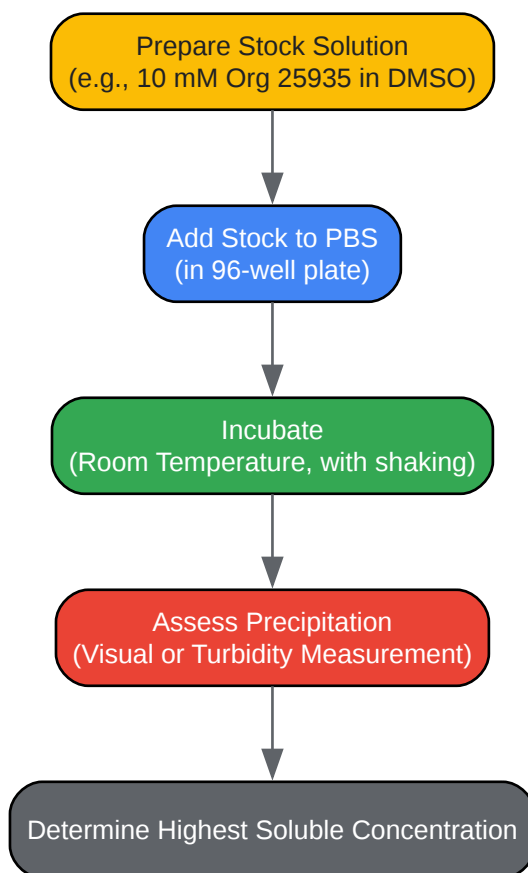 Prepare Stock Solution
(e.g., 10 mM Org 25935 in DMSO)
Add Stock to PBS
(in 96-well plate)
Incubate
(Room Temperature, with shaking)
Assess Precipitation
(Visual or Turbidity Measurement)
Determine Highest Soluble Concentration